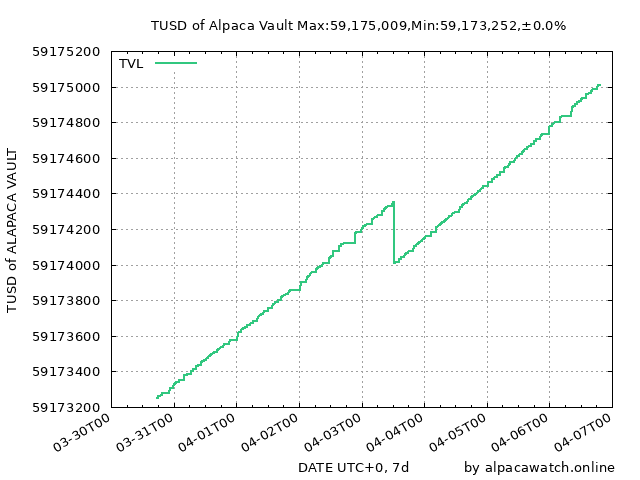 TUSD of Alpaca Vault Max:59,175,009,Min:59,173,252,±0.0%
TVL
TUSD of ALAPACA VAULT
59175200
59175000
59174800
59174600
59174400
59174200
59174000
59173800
59173600
59173400
59173200
03-30T00
03-31T00
04-01T00
04-02T00
04-03T00
04-04T00
04-05T00
04-06T00
04-07T00
DATE UTC+0, 7d
by alpacawatch.online